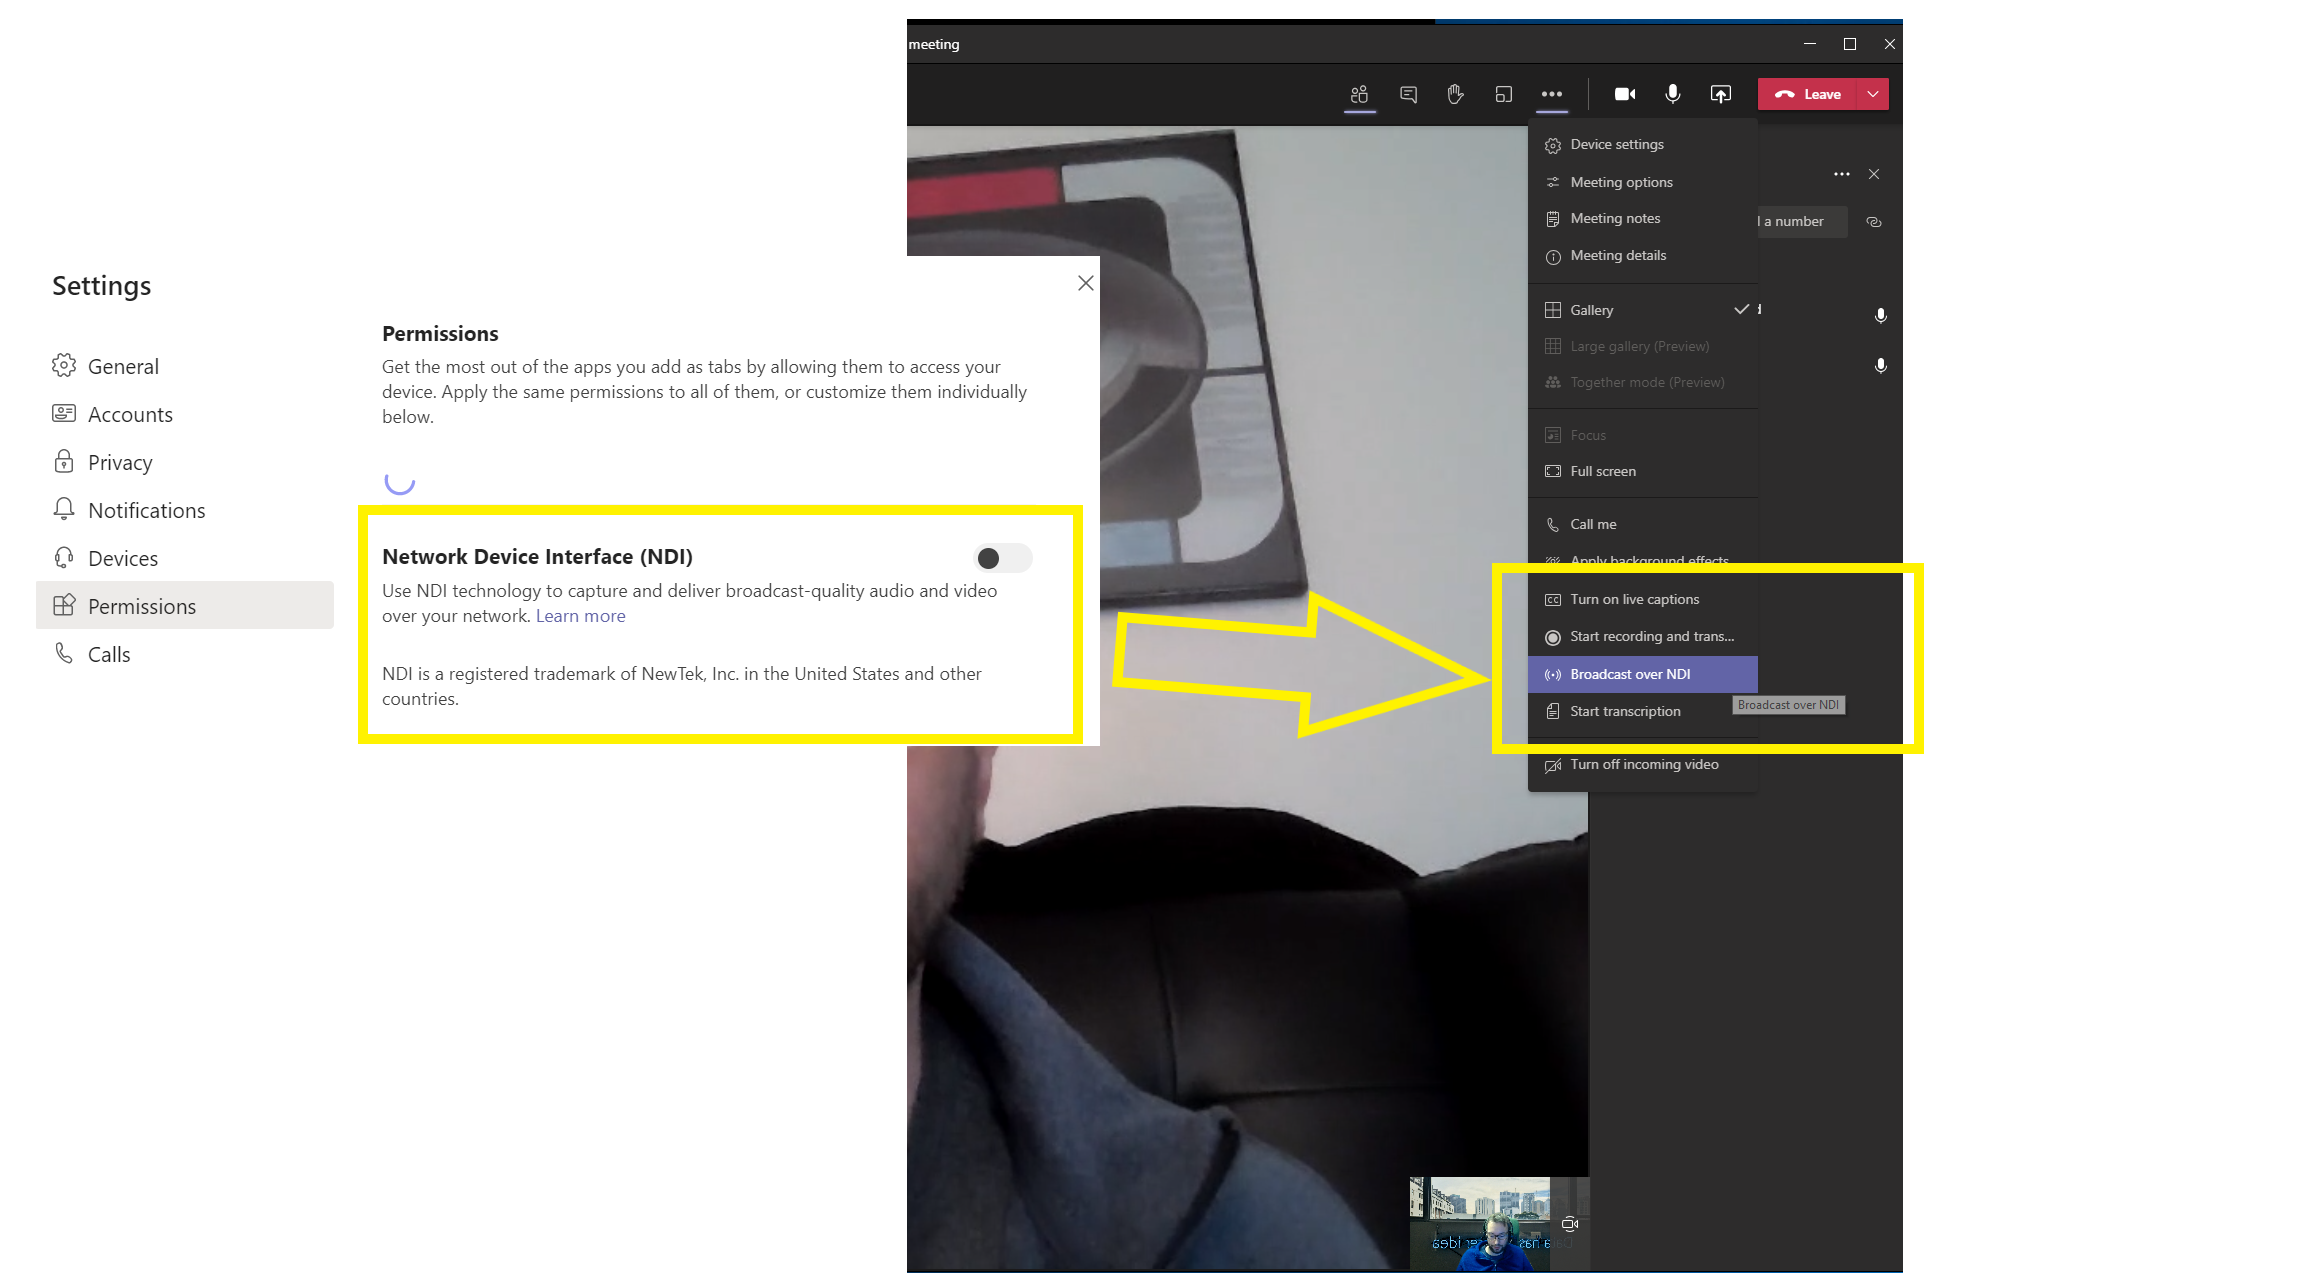 meeting
Leave
Device settings
Meeting options
Meeting notes
Meeting details
a number
Gallery
Large gallery (Preview)
Together mode (Preview)
Focus
Full screen
Call me
Apply background effects
Turn on live captions
Start recording and trans...
Broadcast over NDI
Broadcast over NDI
Start transcription
Turn off incoming video
Settings
General
Accounts
Privacy
Notifications
Devices
Permissions
Calls
Permissions
Get the most out of the apps you add as tabs by allowing them to access your
device. Apply the same permissions to all of them, or customize them individually
below.
Network Device Interface (NDI)
Use NDI technology to capture and deliver broadcast-quality audio and video
over your network. Learn more
NDI is a registered trademark of NewTek, Inc. in the United States and other
countries.